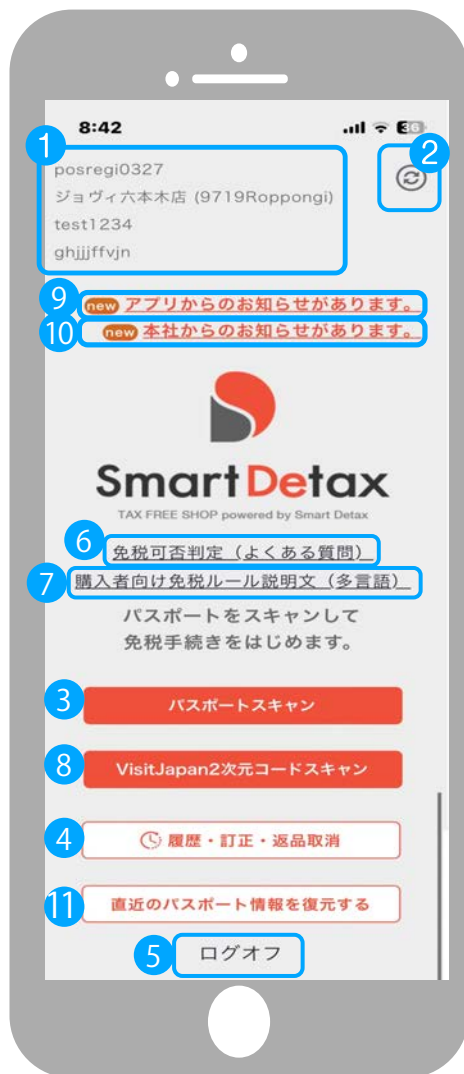 8:42
36
1
2
posregi0327
ジョヴィ六本木店 (9719Roppongi)
test1234
ghjjjffvjn
9 new アプリからのお知らせがあります。
10 new 本社からのお知らせがあります。
SmartDetax
TAX FREE SHOP powered by Smart Detax
6 免税可否判定（よくある質問）
7 購入者向け免税ルール説明文（多言語）
パスポートをスキャンして
免税手続きをはじめます。
3 パスポートスキャン
8 VisitJapan2次元コードスキャン
4 履歴・訂正・返品取消
11 直近のパスポート情報を復元する
5 ログオフ